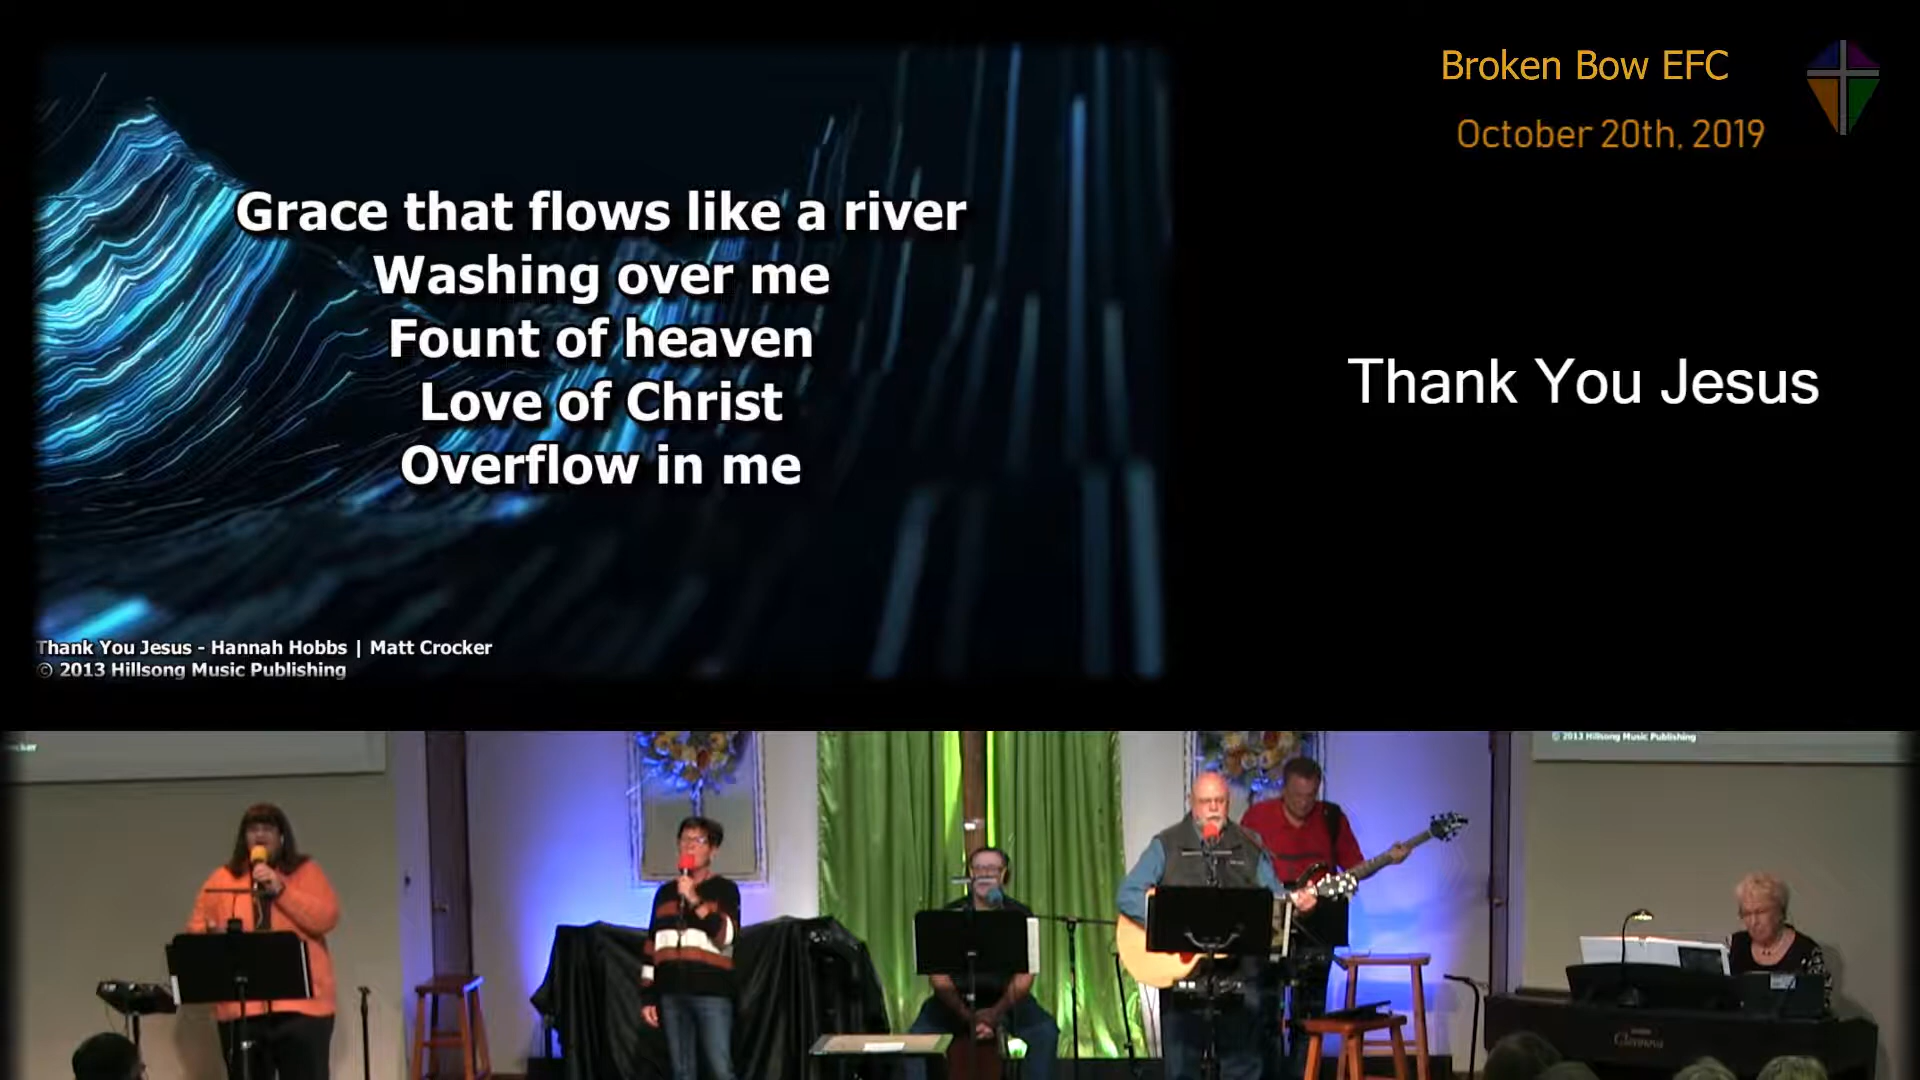 Broken Bow EFC
October 20th, 2019
Grace that flows like a river
Washing over me
Fount of heaven
Love of Christ
Overflow in me
Thank You Jesus
Thank You Jesus - Hannah Hobbs | Matt Crocker
© 2013 Hillsong Music Publishing
© 2013 Hillsong Music Publishing